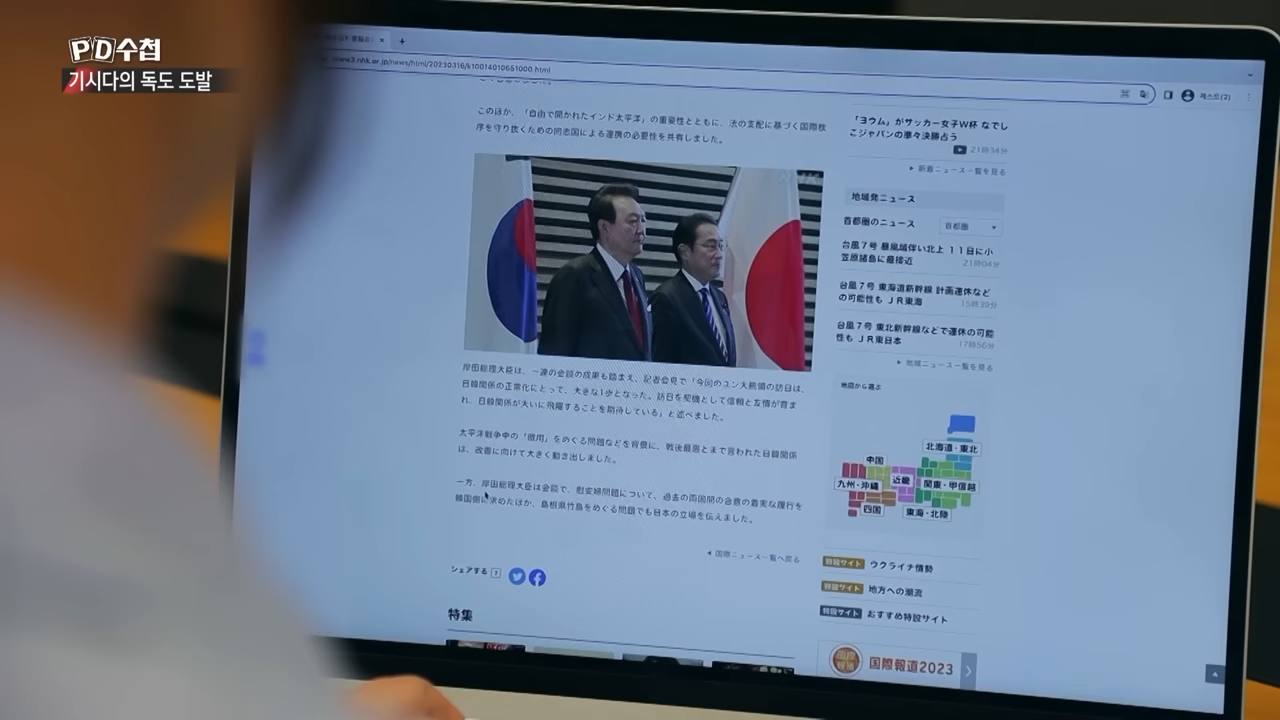 PD수첩
기시다의 독도 도발
www3.nhk.or.jp/news/html/20230316/k10014010651000.html
게스트(2)
このほか、「自由で開かれたインド太平洋」の重要性とともに、法の支配に基づく国際秩
序を守り抜くための同志国による連携の必要性を共有しました。
NHK
岸田総理大臣は、一連の会談の成果も踏まえ、記者会見で「今回のユン大統領の訪日は、
日韓関係の正常化にとって、大きな1歩となった。訪日を契機として信頼と友情が育ま
れ、日韓関係が大いに飛躍することを期待している」と述べました。
太平洋戦争中の「徴用」をめぐる問題などを背景に、戦後最悪とまで言われた日韓関係
は、改善に向けて大きく動き出しました。
一方、岸田総理大臣は会談で、慰安婦問題について、過去の両国間の合意の着実な履行を
韓国側に求めたほか、島根県竹島をめぐる問題でも日本の立場を伝えました。
国際ニュース一覧へ戻る
シェアする ?
特集
「ヨウム」がサッカー女子W杯 なでし
こジャパンの準々決勝占う
21時34分
新着ニュース一覧を見る
地域発ニュース
首都圏のニュース
首都圏
台風7号 暴風域伴い北上 11日に小
笠原諸島に最接近
21時04分
台風7号 東海道新幹線 計画運休など
の可能性も JR東海
15時39分
台風7号 東北新幹線などで運休の可能
性も JR東日本
17時56分
地域ニュース一覧を見る
地図から選ぶ
北海道・東北
中国
近畿
九州・沖縄
関東・甲信越
四国
東海・北陸
特設サイト ウクライナ情勢
特設サイト 地方への潮流
特設サイト おすすめ特設サイト
国際報道2023